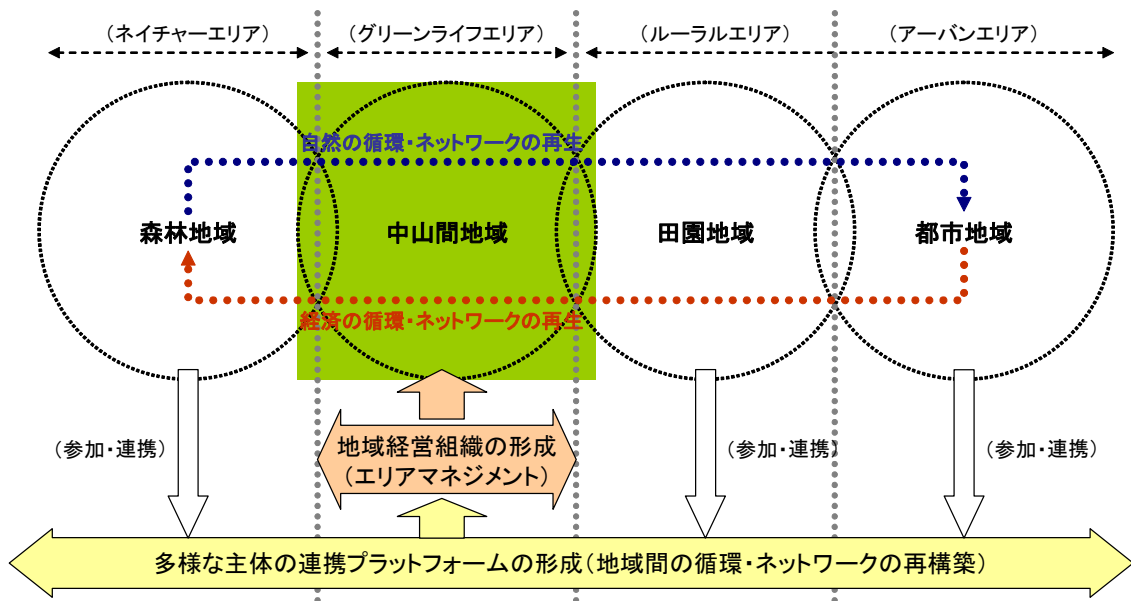 (ネイチャーエリア)
(グリーンライフエリア)
(ルーラルエリア)
(アーバンエリア)
自然の循環・ネットワークの再生
森林地域
中山間地域
田園地域
都市地域
経済の循環・ネットワークの再生
(参加・連携)
地域経営組織の形成
(エリアマネジメント)
(参加・連携)
(参加・連携)
多様な主体の連携プラットフォームの形成(地域間の循環・ネットワークの再構築)